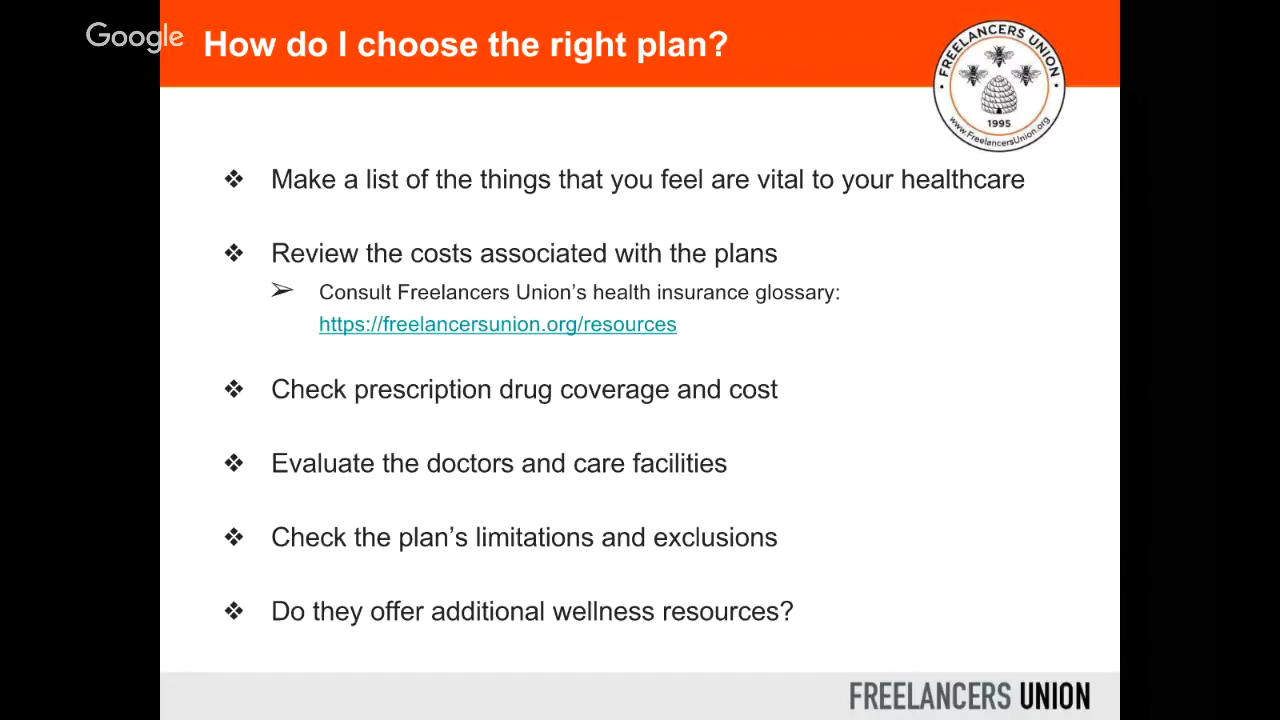 Google
How do I choose the right plan?
FREELANCERS UNION
1995
www.FreelancersUnion.org
❖ Make a list of the things that you feel are vital to your healthcare
❖ Review the costs associated with the plans
➢ Consult Freelancers Union’s health insurance glossary:
https://freelancersunion.org/resources
❖ Check prescription drug coverage and cost
❖ Evaluate the doctors and care facilities
❖ Check the plan’s limitations and exclusions
❖ Do they offer additional wellness resources?
FREELANCERS UNION